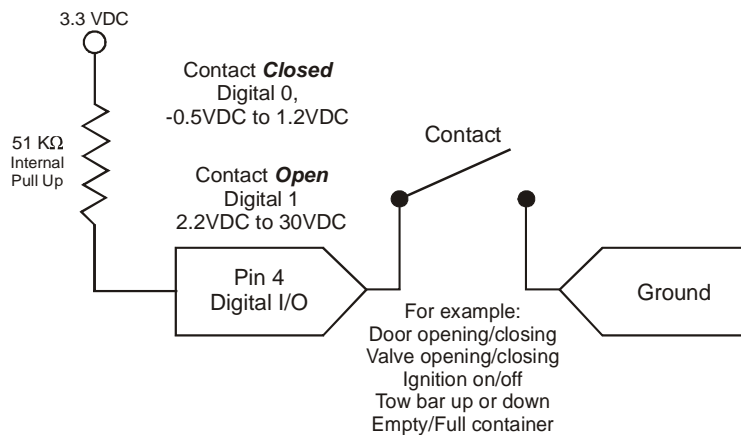 3.3 VDC
Contact Closed
Digital 0,
-0.5VDC to 1.2VDC
51 KΩ
Internal
Pull Up
Contact Open
Digital 1
2.2VDC to 30VDC
Contact
Pin 4
Digital I/O
Ground
For example:
Door opening/closing
Valve opening/closing
Ignition on/off
Tow bar up or down
Empty/Full container